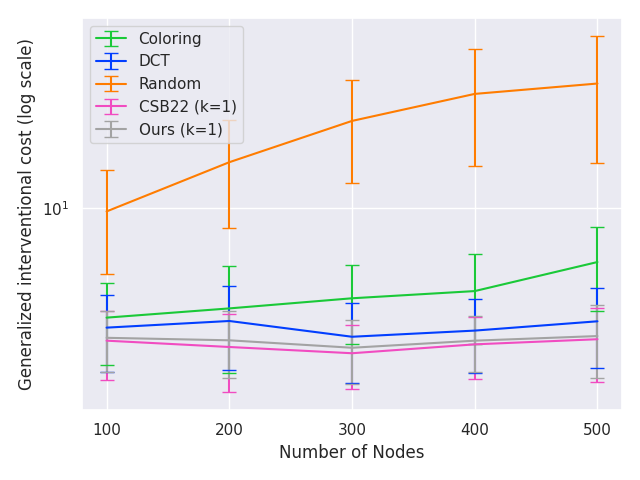 Coloring
DCT
Random
CSB22 (k=1)
Ours (k=1)
Generalized interventional cost (log scale)
10¹
100 200 300 400 500
Number of Nodes